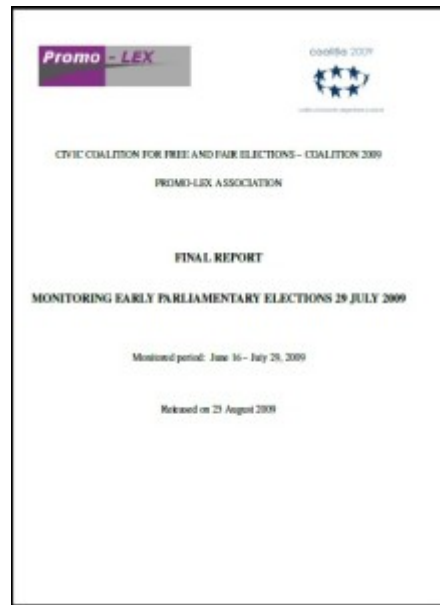 Promo - LEX
coaliția 2009
CIVIC COALITION FOR FREE AND FAIR ELECTIONS – COALITION 2009
PROMO-LEX ASSOCIATION
FINAL REPORT
MONITORING EARLY PARLIAMENTARY ELECTIONS 29 JULY 2009
Monitored period: June 16 – July 29, 2009
Released on 25 August 2009